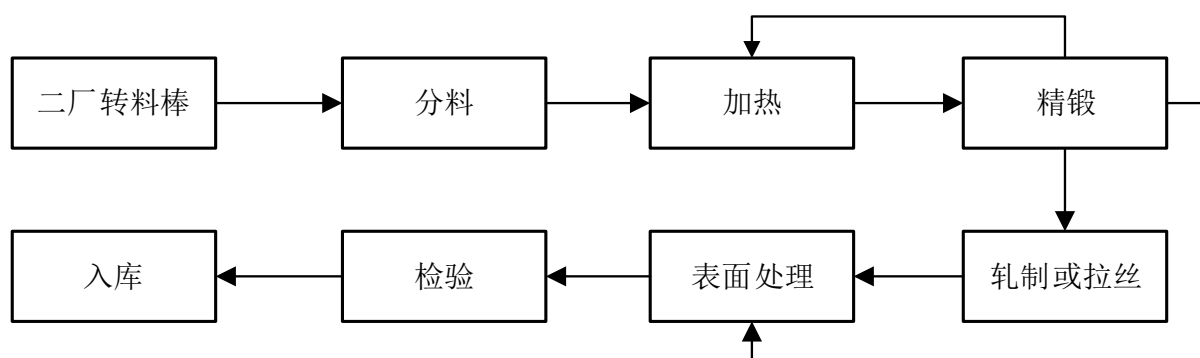 二厂转料棒
分料
加热
精锻
入库
检验
表面处理
轧制或拉丝